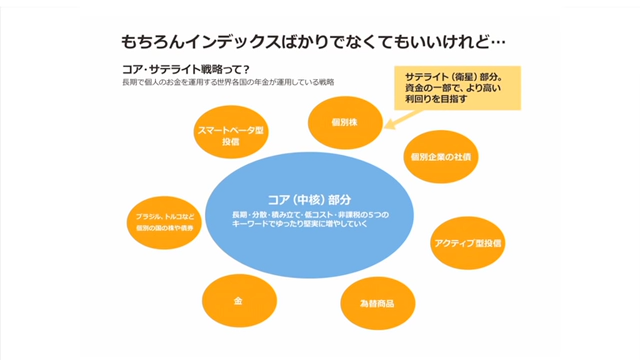 もちろんインデックスばかりでなくてもいいけれど…
コア・サテライト戦略って？
長期で個人のお金を運用する世界各国の年金が運用している戦略
サテライト（衛星）部分。
資金の一部で、より高い
利回りを目指す
個別株
スマートベータ型
投信
個別企業の社債
コア（中核）部分
長期・分散・積み立て・低コスト・非課税の5つの
キーワードでゆったり堅実に増やしていく
ブラジル、トルコなど
個別の国の株や債券
アクティブ型投信
金
為替商品